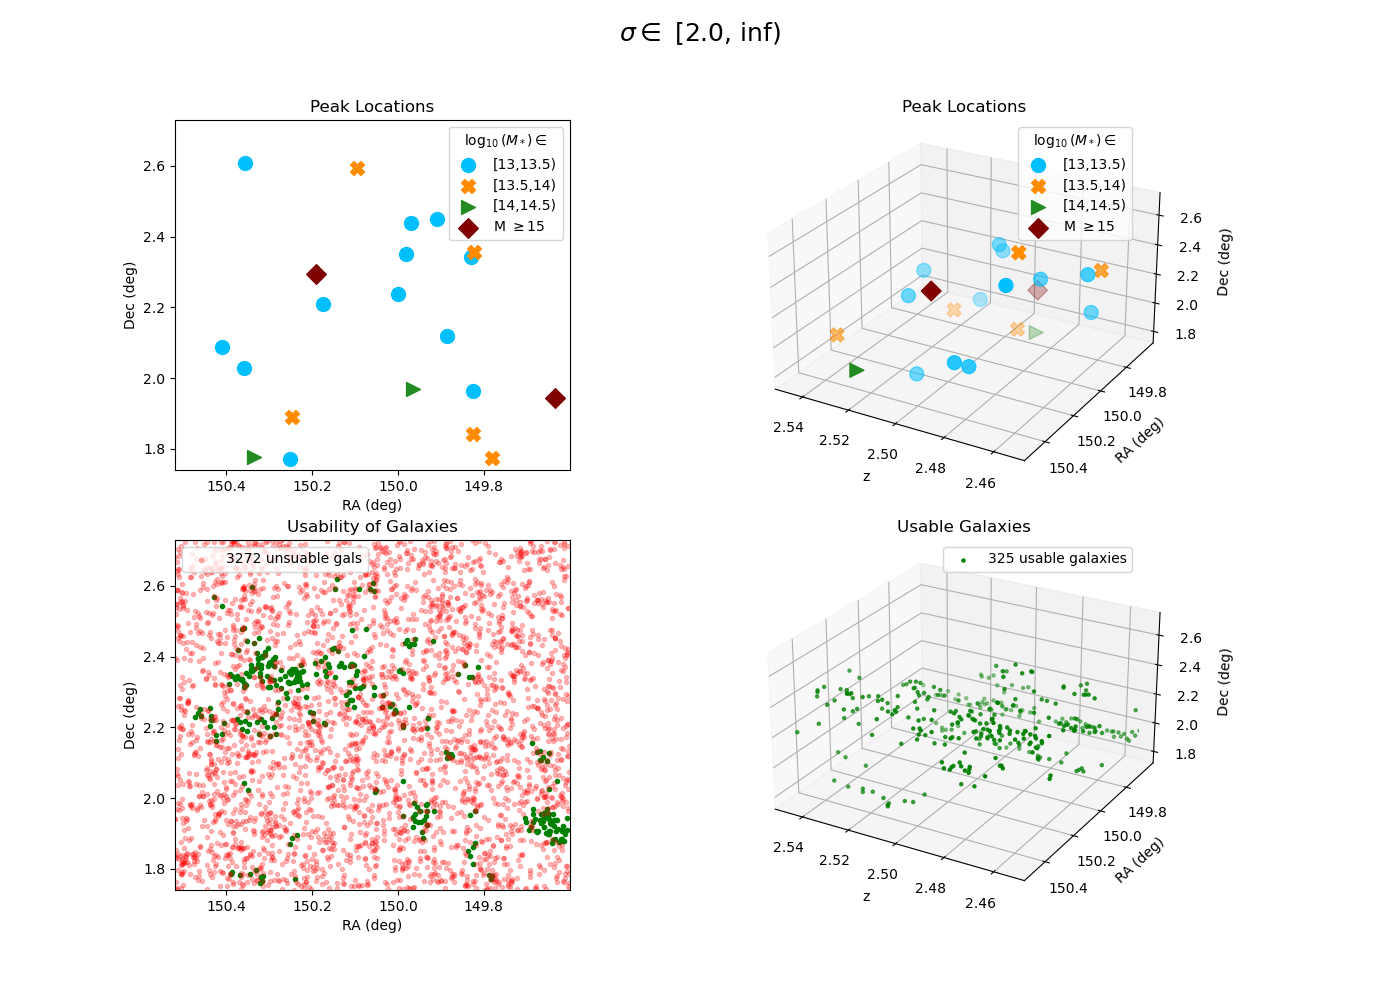 σ ∈ [2.0, inf)
Peak Locations
log₁₀(M*) ∈
[13,13.5)
[13.5,14)
[14,14.5)
M ≥15
2.6
2.4
2.2
2.0
1.8
Dec (deg)
150.4 150.2 150.0 149.8
RA (deg)
Peak Locations
log₁₀(M*) ∈
[13,13.5)
[13.5,14)
[14,14.5)
M ≥15
2.6
2.4
2.2
2.0
1.8
Dec (deg)
149.8
150.0
150.2
150.4
RA (deg)
2.54
2.52
2.50
2.48
2.46
z
Usability of Galaxies
3272 unsuable gals
2.6
2.4
2.2
2.0
1.8
Dec (deg)
150.4 150.2 150.0 149.8
RA (deg)
Usable Galaxies
325 usable galaxies
2.6
2.4
2.2
2.0
1.8
Dec (deg)
149.8
150.0
150.2
150.4
RA (deg)
2.54
2.52
2.50
2.48
2.46
z